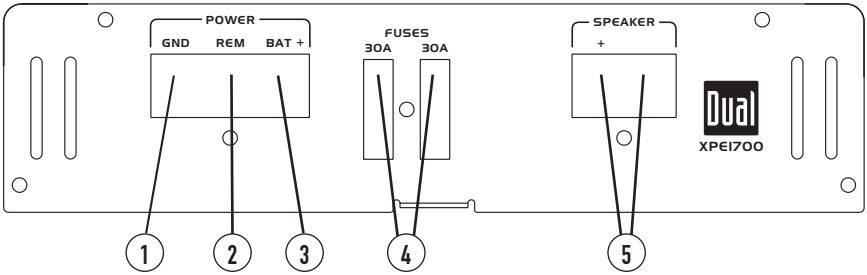 POWER
GND REM BAT +
FUSES
30A 30A
SPEAKER
+
Dual
XPE1700
1 2 3 4 5